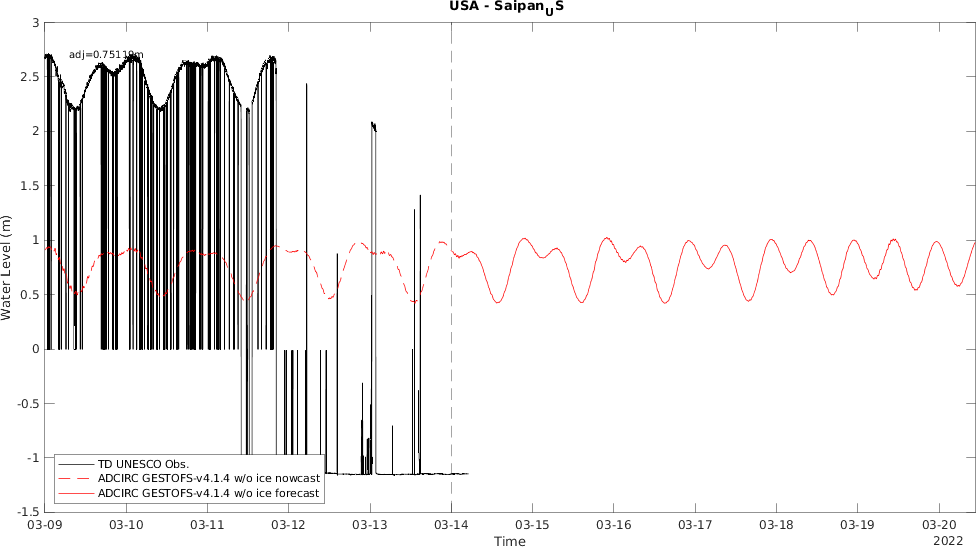 USA - Saipan_US
3
adj=0.75119m
2.5
2
1.5
1
0.5
0
-0.5
-1
-1.5
Water Level (m)
TD UNESCO Obs.
ADCIRC GESTOFS-v4.1.4 w/o ice nowcast
ADCIRC GESTOFS-v4.1.4 w/o ice forecast
03-09 03-10 03-11 03-12 03-13 03-14 03-15 03-16 03-17 03-18 03-19 03-20
Time
2022